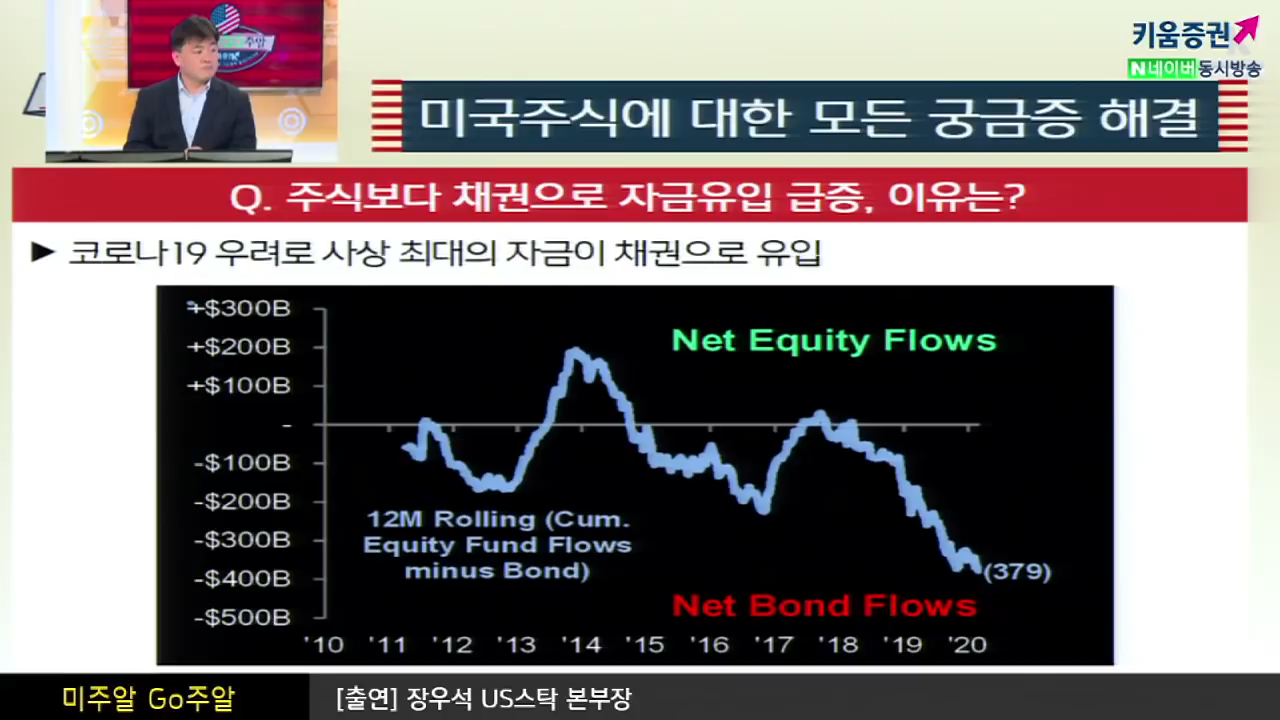 키움증권
N네이버 동시방송
주알
미국주식에 대한 모든 궁금증 해결
Q. 주식보다 채권으로 자금유입 급증, 이유는?
▶ 코로나19 우려로 사상 최대의 자금이 채권으로 유입
+$300B
+$200B
+$100B
-
-$100B
-$200B
-$300B
-$400B
-$500B
Net Equity Flows
12M Rolling (Cum.
Equity Fund Flows
minus Bond)
(379)
Net Bond Flows
'10 '11 '12 '13 '14 '15 '16 '17 '18 '19 '20
미주알 Go주알
[출연] 장우석 US스탁 본부장